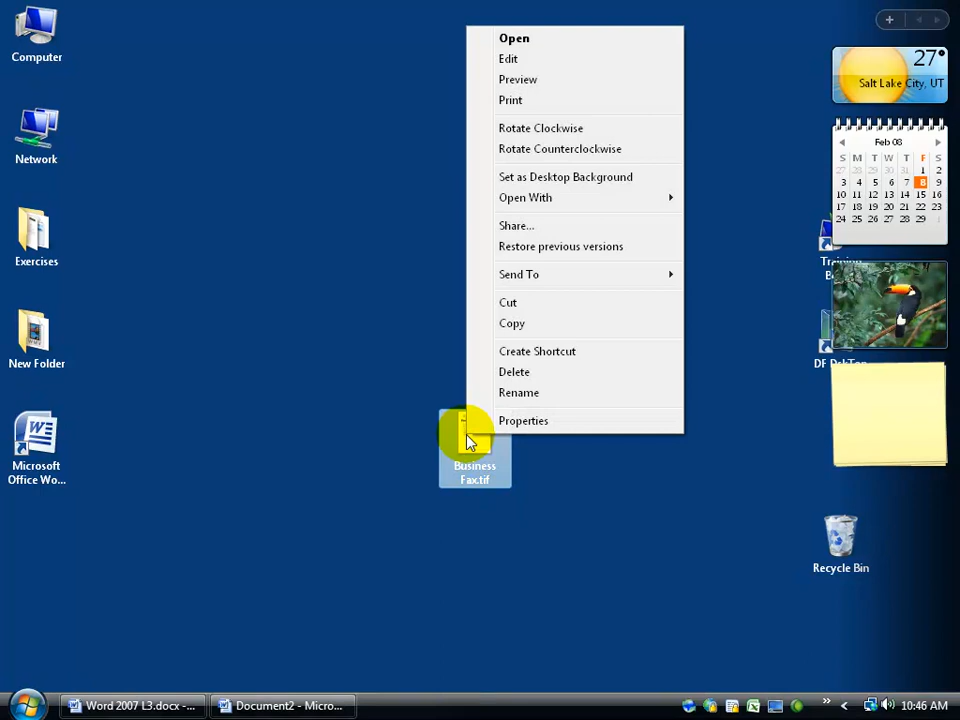 Computer
Network
Exercises
New Folder
Microsoft
Office Wo...
Open
Edit
Preview
Print
Rotate Clockwise
Rotate Counterclockwise
Set as Desktop Background
Open With
Share...
Restore previous versions
Send To
Cut
Copy
Create Shortcut
Delete
Rename
Properties
Business
Fax.tif
27°
Salt Lake City, UT
Feb 08
S M T W T F S
27 28 29 30 31 1 2
3 4 5 6 7 8 9
10 11 12 13 14 15 16
17 18 19 20 21 22 23
24 25 26 27 28 29 1
Recycle Bin
Word 2007 L3.docx -...
Document2 - Micro...
10:46 AM